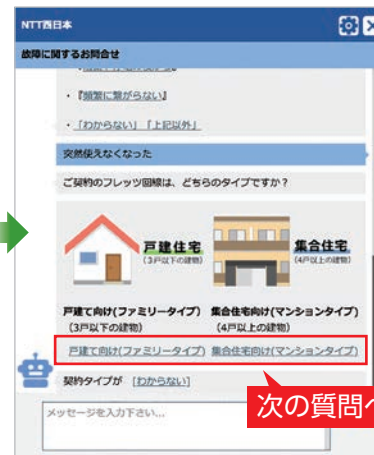 NTT西日本
故障に関するお問合せ
・『頻繁に繋がらない』
・「わからない」「上記以外」
突然使えなくなった
ご契約のフレッツ回線は、どちらのタイプですか？
戸建住宅
(3戸以下の建物)
集合住宅
(4戸以上の建物)
戸建て向け(ファミリータイプ)
(3戸以下の建物)
集合住宅向け(マンションタイプ)
(4戸以上の建物)
戸建て向け(ファミリータイプ) 集合住宅向け(マンションタイプ)
契約タイプが [わからない]
メッセージを入力下さい...
次の質問へ